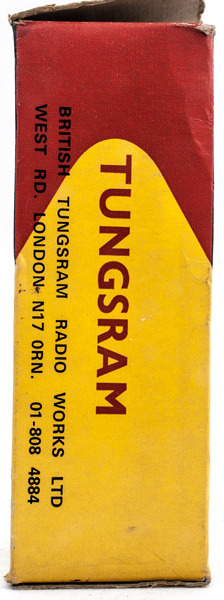 TUNGSRAM
BRITISH TUNGSRAM RADIO WORKS LTD
WEST RD. LONDON N17 0RN. 01-808 4884